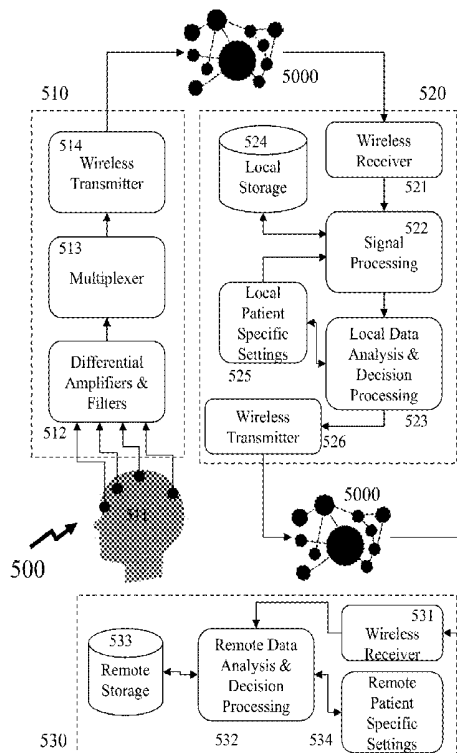 5000
510
520
514
Wireless
Transmitter
513
Multiplexer
Differential
Amplifiers &
Filters
512
511
500
524
Local
Storage
Wireless
Receiver
521
522
Signal
Processing
Local
Patient
Specific
Settings
525
Local Data
Analysis &
Decision
Processing
523
Wireless
Transmitter
526
5000
533
Remote
Storage
Remote Data
Analysis &
Decision
Processing
531
Wireless
Receiver
Remote
Patient
Specific
Settings
530
532
534